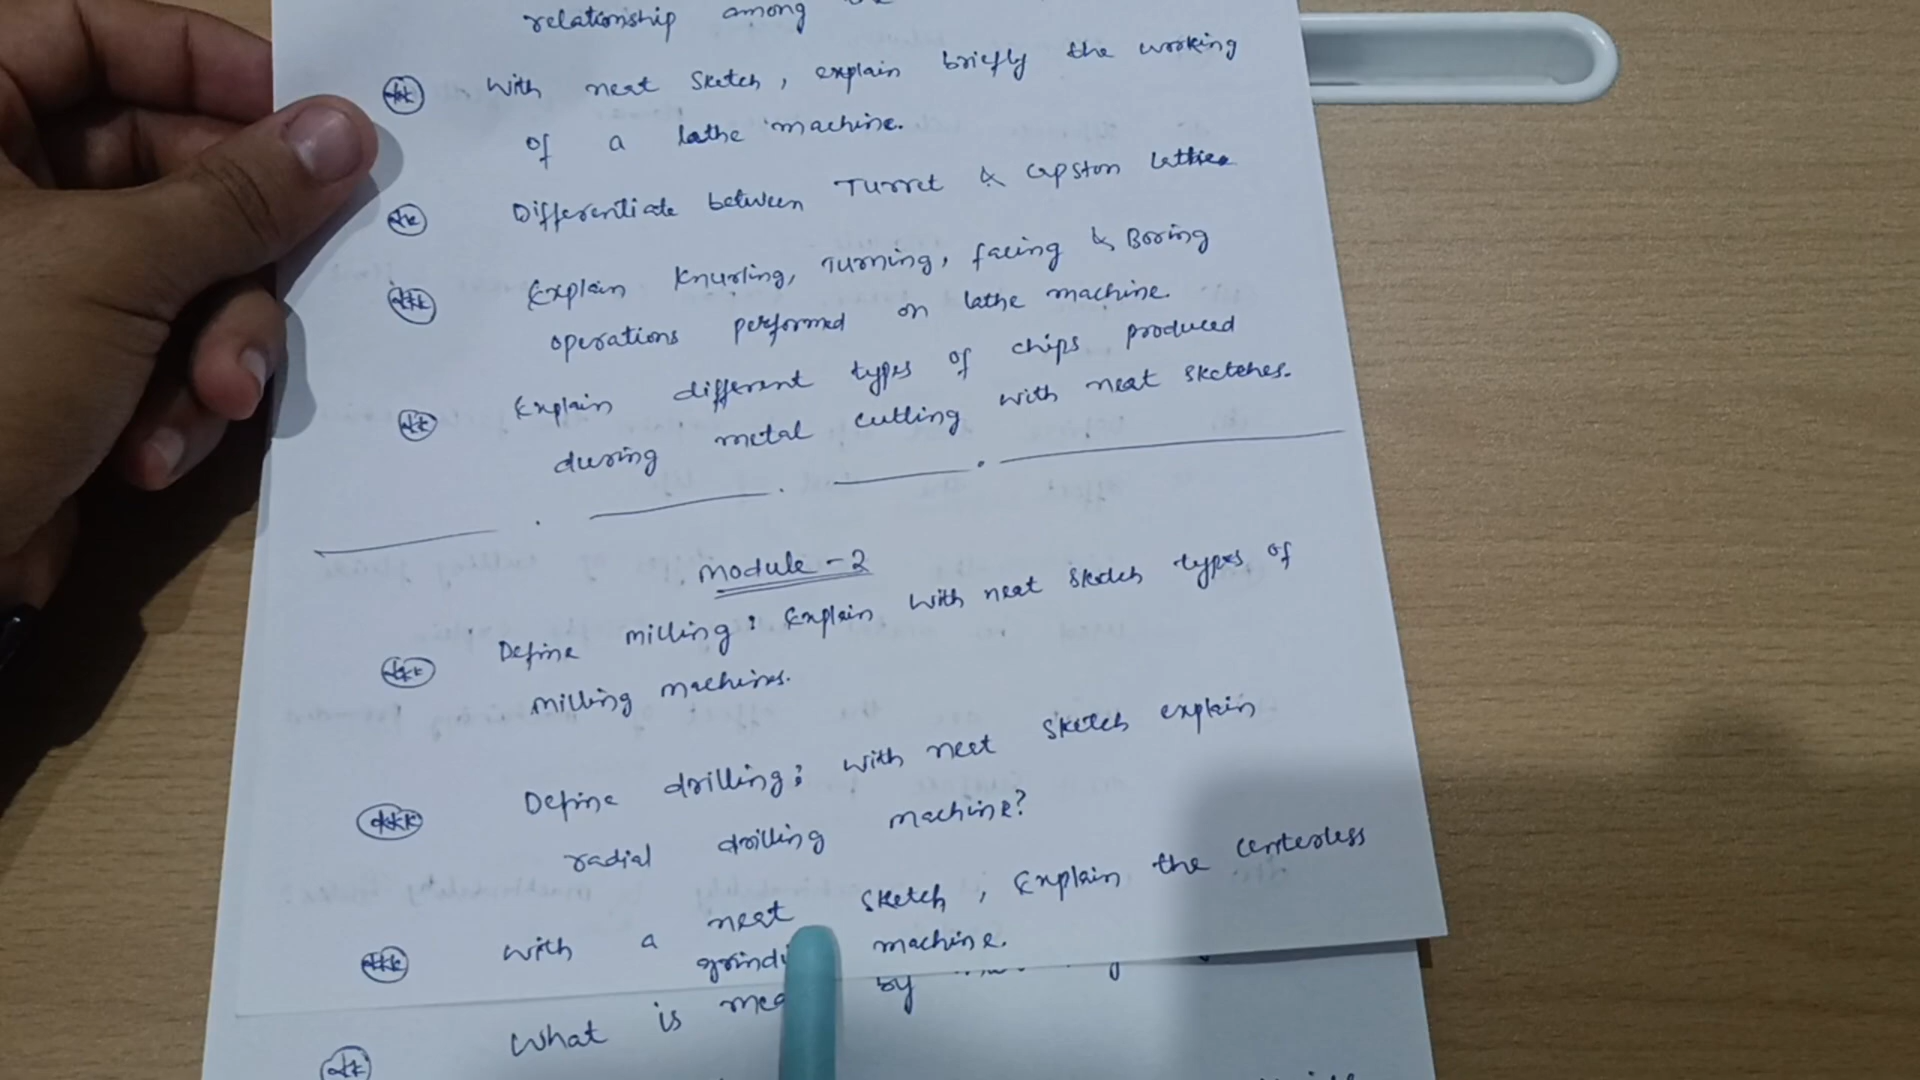 relationship among
** With neat sketch, explain briefly the working
of a lathe machine.
** Differentiate between Turret & Capston lathes
*** Explain Knurling, Turning, facing & Boring
operations performed on lathe machine.
** Explain different types of chips produced
during metal cutting with neat sketches.
Module-2
*** Define milling: Explain with neat sketch types of
milling machines.
*** Define drilling; with neat sketch explain
radial drilling machine?
*** With a neat sketch, Explain the centerless
machine.
** What is by